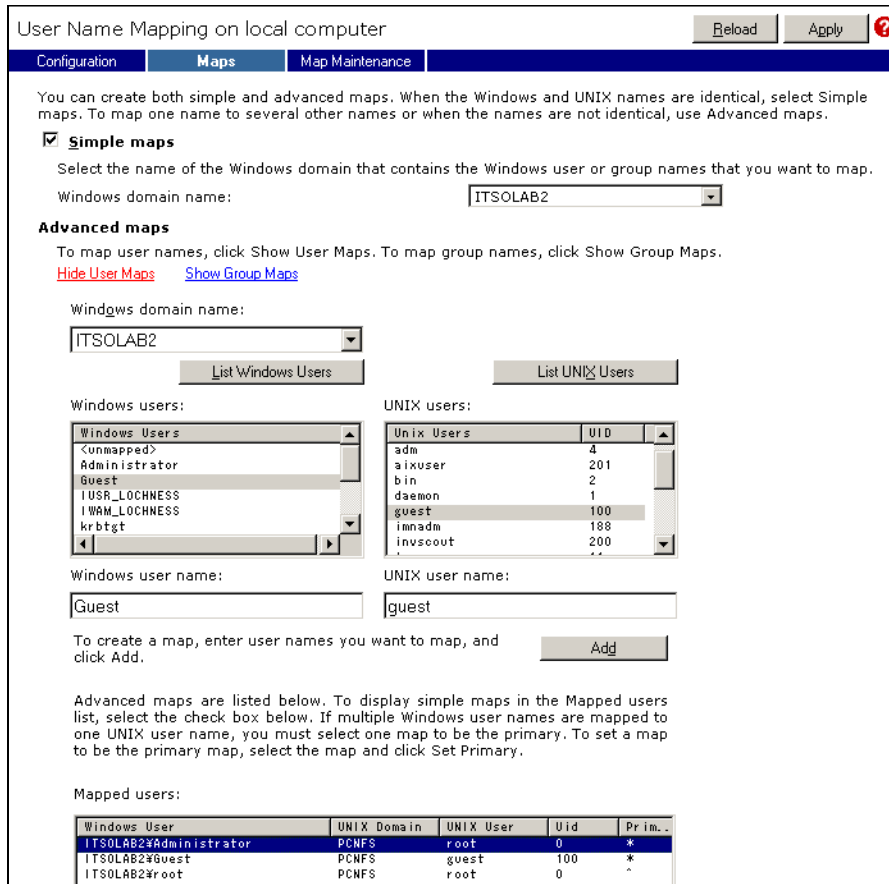 User Name Mapping on local computer
Reload
Apply
?
Configuration
Maps
Map Maintenance
You can create both simple and advanced maps. When the Windows and UNIX names are identical, select Simple
maps. To map one name to several other names or when the names are not identical, use Advanced maps.
Simple maps
Select the name of the Windows domain that contains the Windows user or group names that you want to map.
Windows domain name:
ITSOLAB2
Advanced maps
To map user names, click Show User Maps. To map group names, click Show Group Maps.
Hide User Maps
Show Group Maps
Windows domain name:
ITSOLAB2
List Windows Users
List UNIX Users
Windows users:
UNIX users:
Windows Users
<unmapped>
Administrator
Guest
IUSR_LOCHNESS
IWAM_LOCHNESS
krbtgt
Unix Users UID
adm 4
aixuser 201
bin 2
daemon 1
guest 100
imnadm 188
invscout 200
Windows user name:
UNIX user name:
Guest
guest
To create a map, enter user names you want to map, and
click Add.
Add
Advanced maps are listed below. To display simple maps in the Mapped users
list, select the check box below. If multiple Windows user names are mapped to
one UNIX user name, you must select one map to be the primary. To set a map
to be the primary map, select the map and click Set Primary.
Mapped users:
Windows User UNIX Domain UNIX User Uid Prim..
ITSOLAB2¥Administrator PCNFS root 0 *
ITSOLAB2¥Guest PCNFS guest 100 *
ITSOLAB2¥root PCNFS root 0